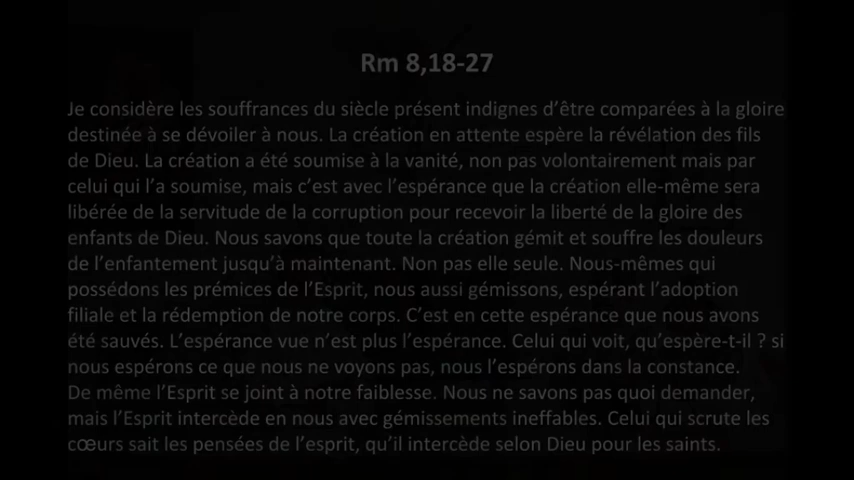 Rm 8,18-27
Je considère les souffrances du siècle présent indignes d’être comparées à la gloire
destinée à se dévoiler à nous. La création en attente espère la révélation des fils
de Dieu. La création a été soumise à la vanité, non pas volontairement mais par
celui qui l’a soumise, mais c’est avec l’espérance que la création elle-même sera
libérée de la servitude de la corruption pour recevoir la liberté de la gloire des
enfants de Dieu. Nous savons que toute la création gémit et souffre les douleurs
de l’enfantement jusqu’à maintenant. Non pas elle seule. Nous-mêmes qui
possédons les prémices de l’Esprit, nous aussi gémissons, espérant l’adoption
filiale et la rédemption de notre corps. C’est en cette espérance que nous avons
été sauvés. L’espérance vue n’est plus l’espérance. Celui qui voit, qu’espère-t-il ? si
nous espérons ce que nous ne voyons pas, nous l’espérons dans la constance.
De même l’Esprit se joint à notre faiblesse. Nous ne savons pas quoi demander,
mais l’Esprit intercède en nous avec gémissements ineffables. Celui qui scrute les
cœurs sait les pensées de l’esprit, qu’il intercède selon Dieu pour les saints.